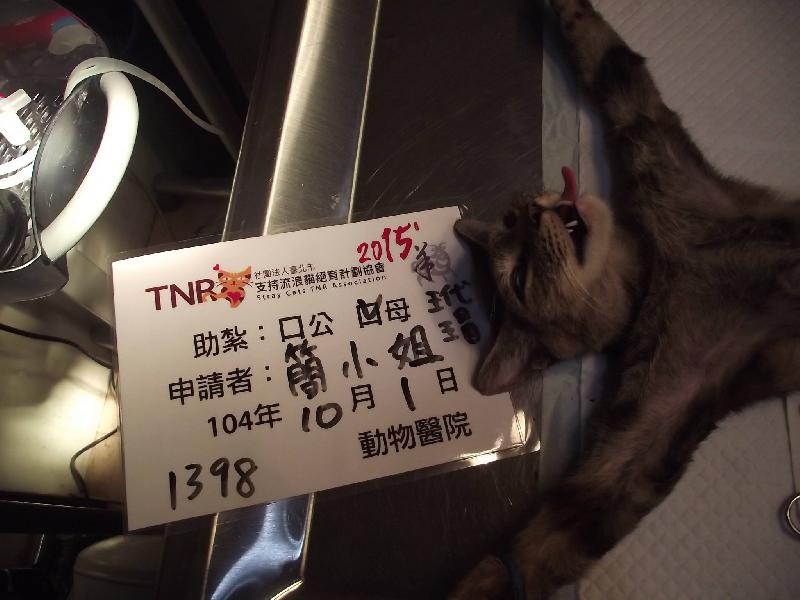 2015'
TNR
社團法人臺北市
支持流浪貓絕育計劃協會
Stray Cats TNR Association
助紮：口公 口母
申請者：簡小姐
104年10月1日
1398 動物醫院